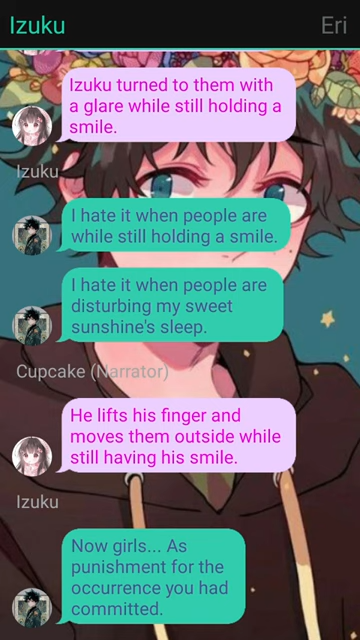 Izuku Eri
Izuku turned to them with
a glare while still holding a
smile.
Izuku
I hate it when people are
while still holding a smile.
I hate it when people are
disturbing my sweet
sunshine's sleep.
Cupcake (Narrator)
He lifts his finger and
moves them outside while
still having his smile.
Izuku
Now girls... As
punishment for the
occurrence you had
committed.